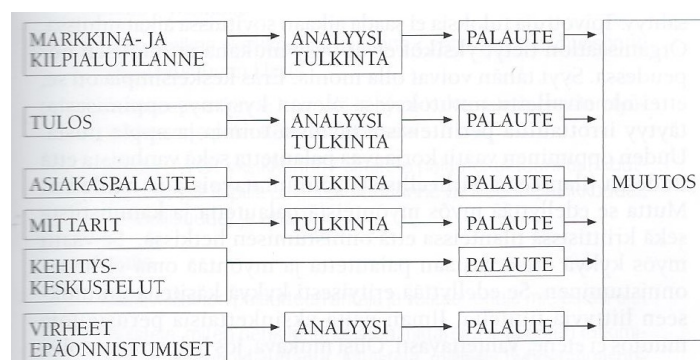 MARKKINA- JA
KILPIALUTILANNE
ANALYYSI
TULKINTA
PALAUTE
TULOS
ANALYYSI
TULKINTA
PALAUTE
ASIAKASPALAUTE
TULKINTA
PALAUTE
MUUTOS
MITTARIT
TULKINTA
PALAUTE
KEHITYS-
KESKUSTELUT
PALAUTE
VIRHEET
EPÄONNISTUMISET
ANALYYSI
PALAUTE